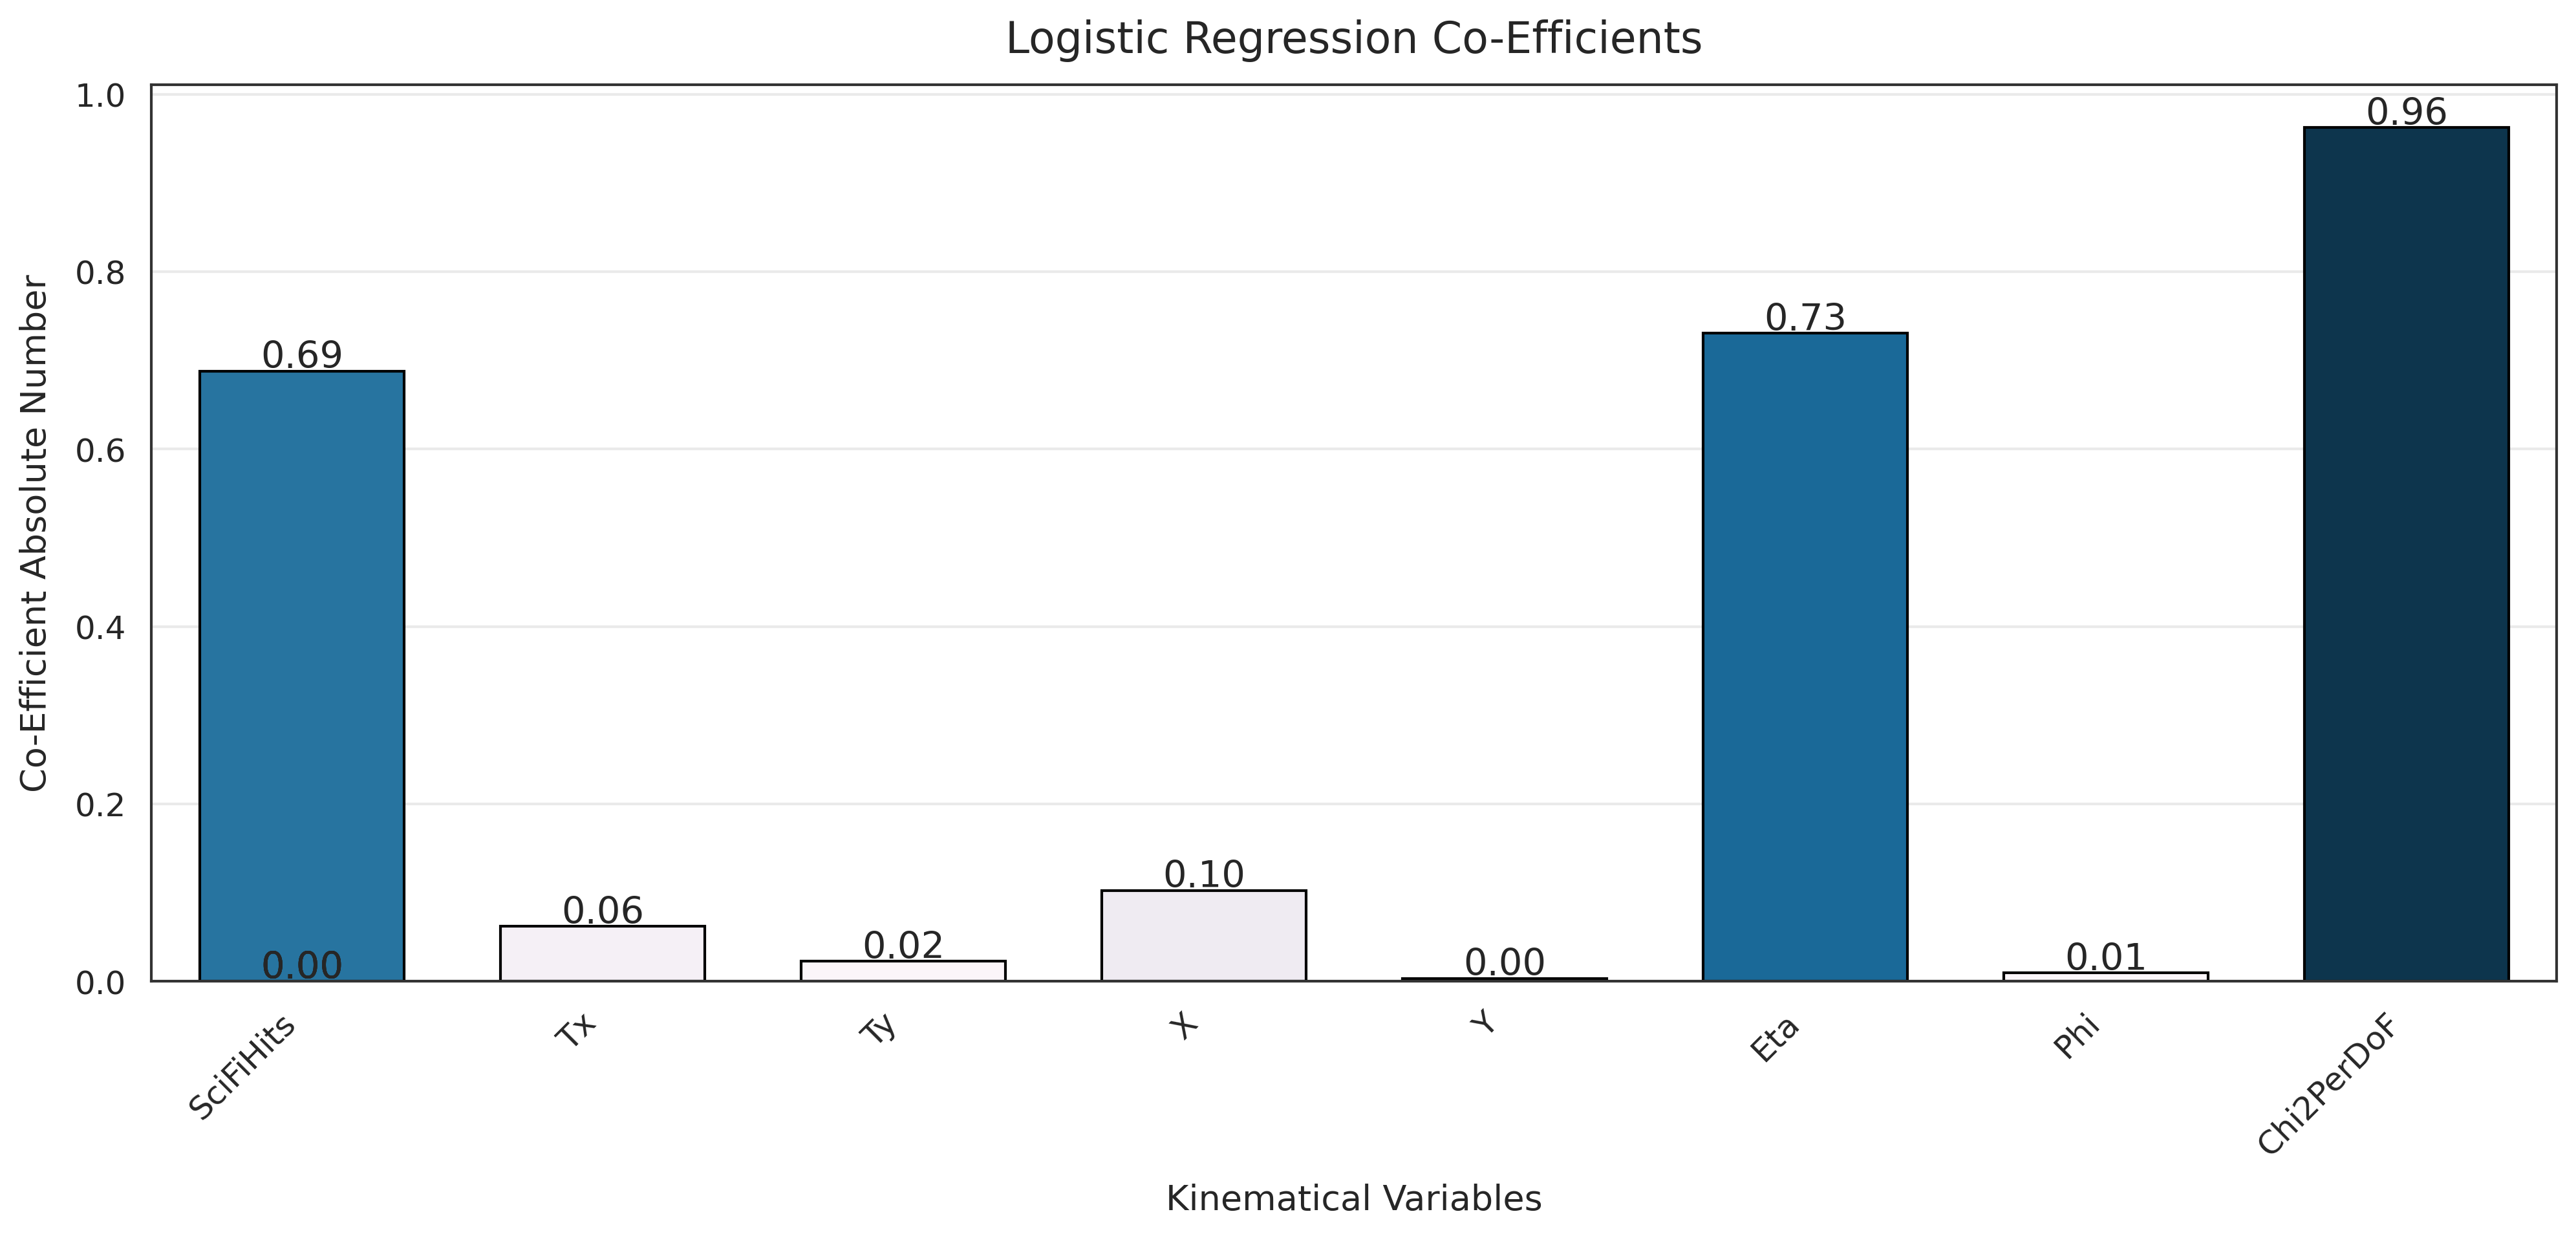 Logistic Regression Co-Efficients
Co-Efficient Absolute Number
1.0
0.8
0.6
0.4
0.2
0.0
0.69
0.00
0.06
0.02
0.10
0.00
0.73
0.01
0.96
SciFiHits
Tx
Ty
X
Y
Eta
Phi
Chi2PerDoF
Kinematical Variables